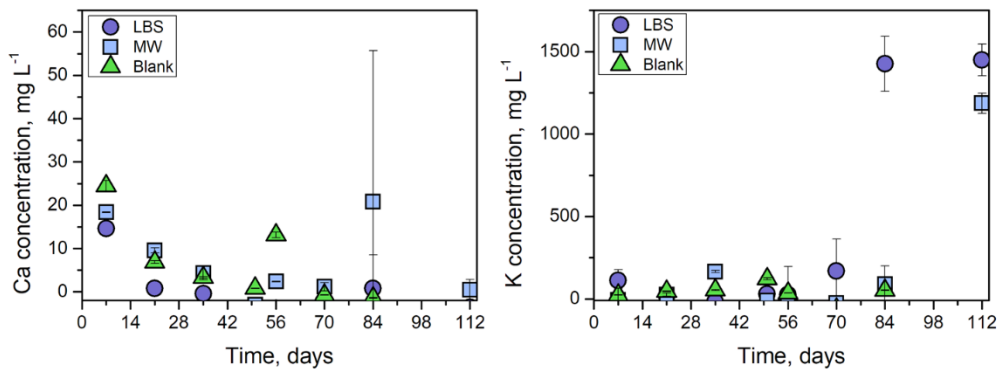 Ca concentration, mg L-1
60
50
40
30
20
10
0
LBS
MW
Blank
0 14 28 42 56 70 84 98 112
Time, days
K concentration, mg L-1
1500
1000
500
0
LBS
MW
Blank
0 14 28 42 56 70 84 98 112
Time, days